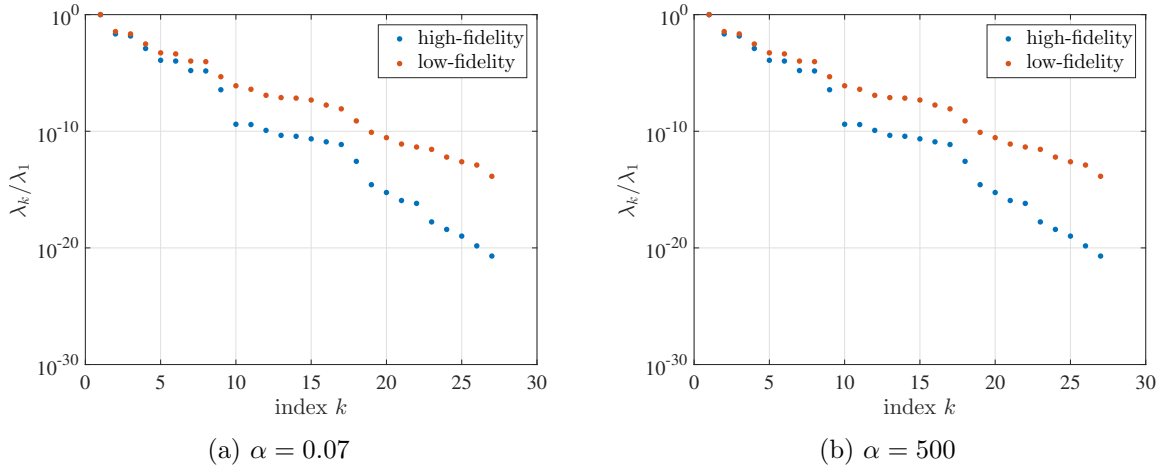 10^0
10^{-10}
10^{-20}
10^{-30}
λ_k/λ_1
0 5 10 15 20 25 30
index k
high-fidelity
low-fidelity
(a) α = 0.07
10^0
10^{-10}
10^{-20}
10^{-30}
λ_k/λ_1
0 5 10 15 20 25 30
index k
high-fidelity
low-fidelity
(b) α = 500